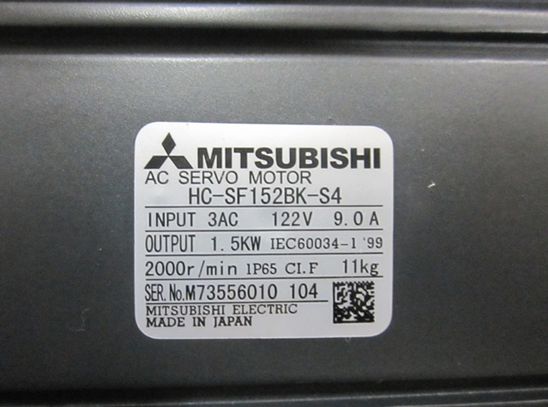 MITSUBISHI
AC SERVO MOTOR
HC-SF152BK-S4
INPUT 3AC 122V 9.0A
OUTPUT 1.5KW IEC60034-1 '99
2000r/min IP65 CI.F 11kg
SER.No.M73556010 104
MITSUBISHI ELECTRIC
MADE IN JAPAN